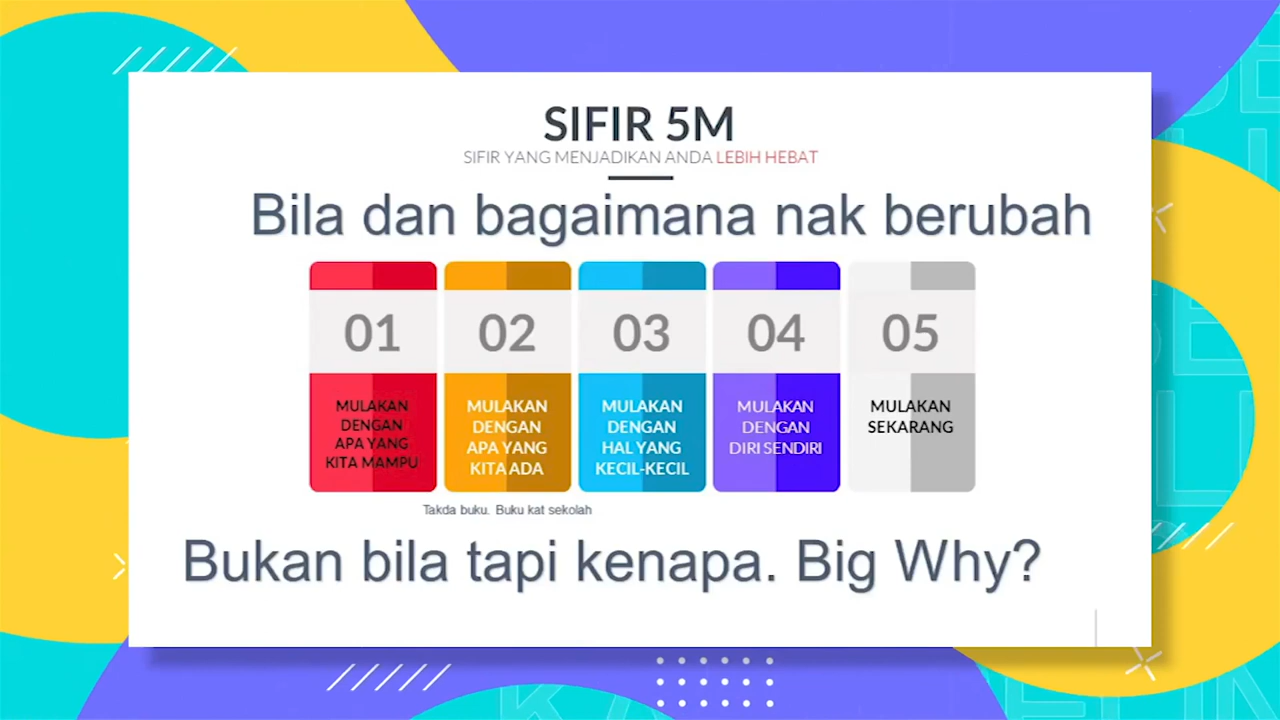 SIFIR 5M
SIFIR YANG MENJADIKAN ANDA LEBIH HEBAT
Bila dan bagaimana nak berubah
01
MULAKAN
DENGAN
APA YANG
KITA MAMPU
02
MULAKAN
DENGAN
APA YANG
KITA ADA
03
MULAKAN
DENGAN
HAL YANG
KECIL-KECIL
04
MULAKAN
DENGAN
DIRI SENDIRI
05
MULAKAN
SEKARANG
Takda buku. Buku kat sekolah
Bukan bila tapi kenapa. Big Why?